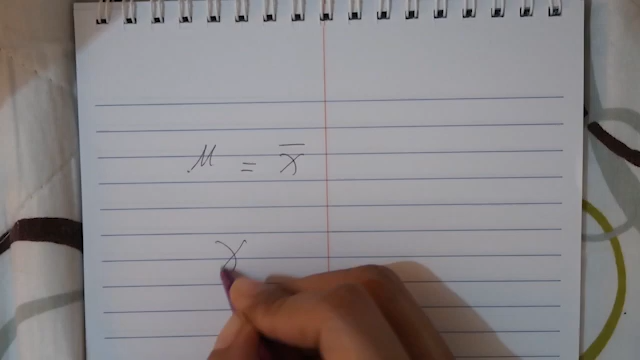 μ = x̄
x